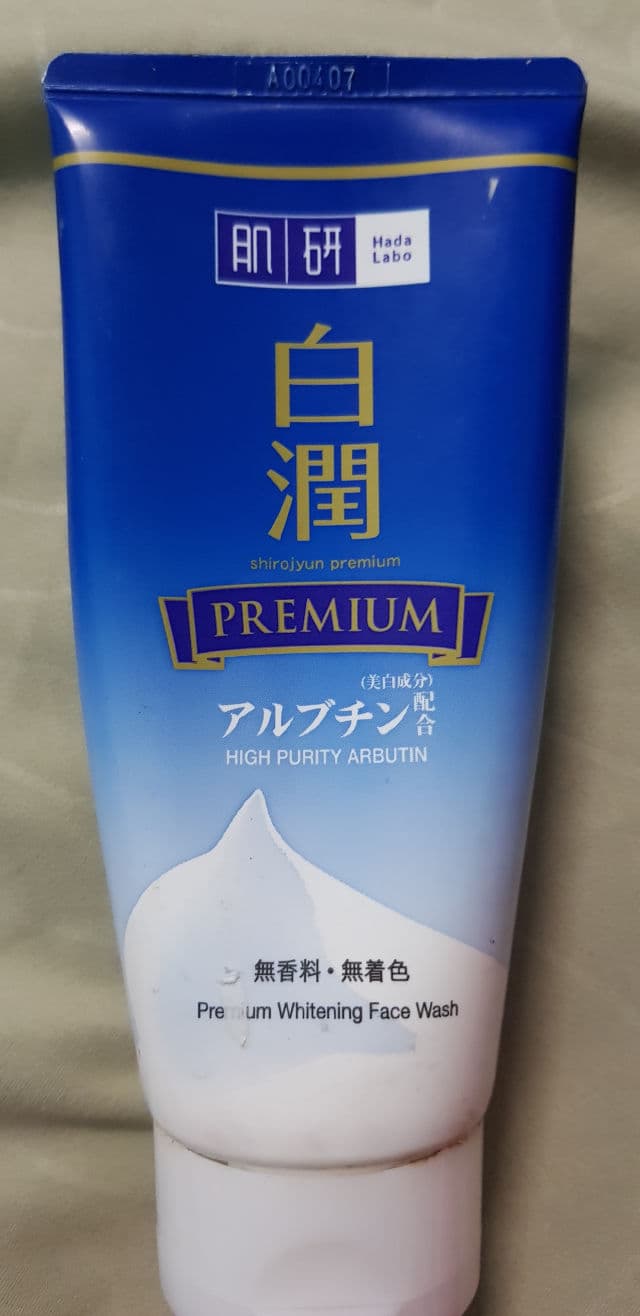 A00407
肌研 Hada
Labo
白
潤
shirojyun premium
PREMIUM
(美白成分)
アルブチン配合
HIGH PURITY ARBUTIN
無香料・無着色
Premium Whitening Face Wash